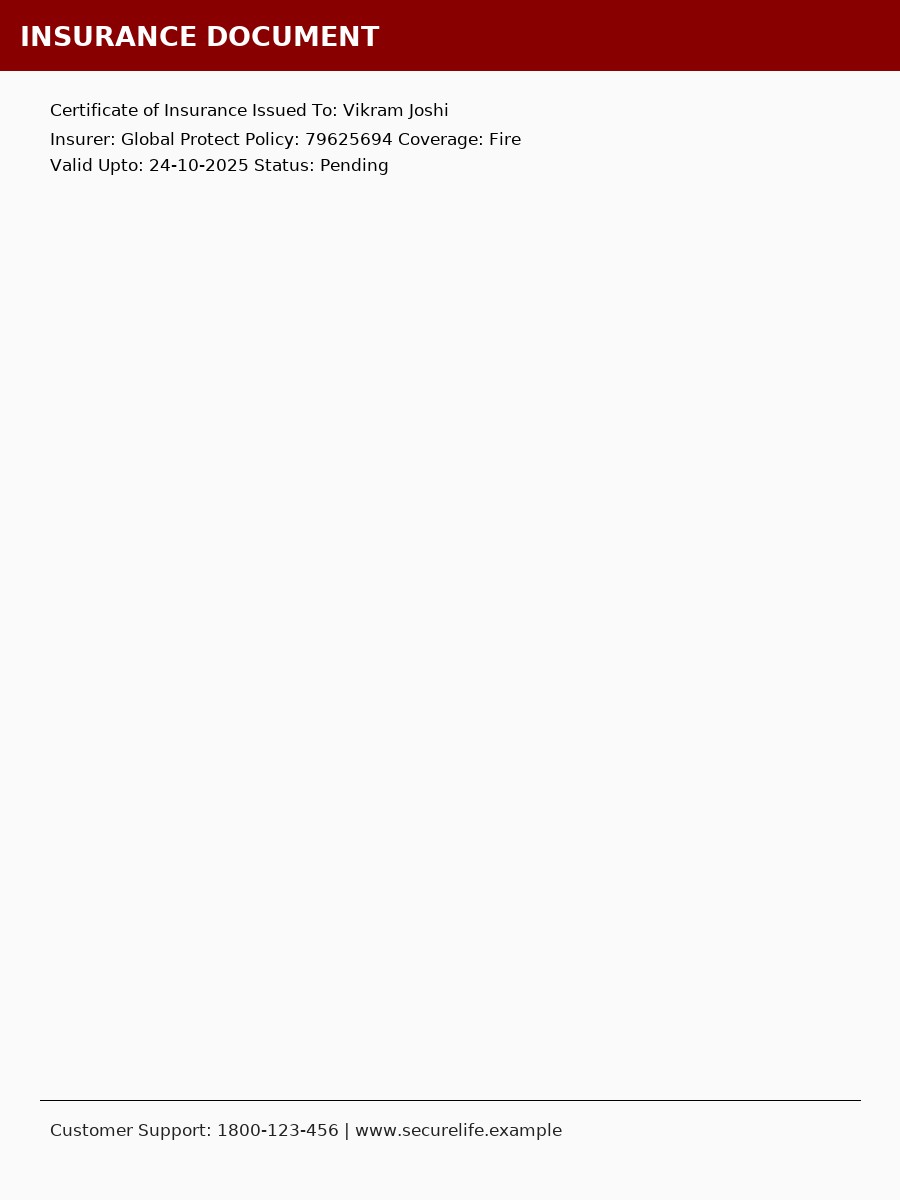 INSURANCE DOCUMENT
Certificate of Insurance Issued To: Vikram Joshi
Insurer: Global Protect Policy: 79625694 Coverage: Fire
Valid Upto: 24-10-2025 Status: Pending
Customer Support: 1800-123-456 | www.securelife.example